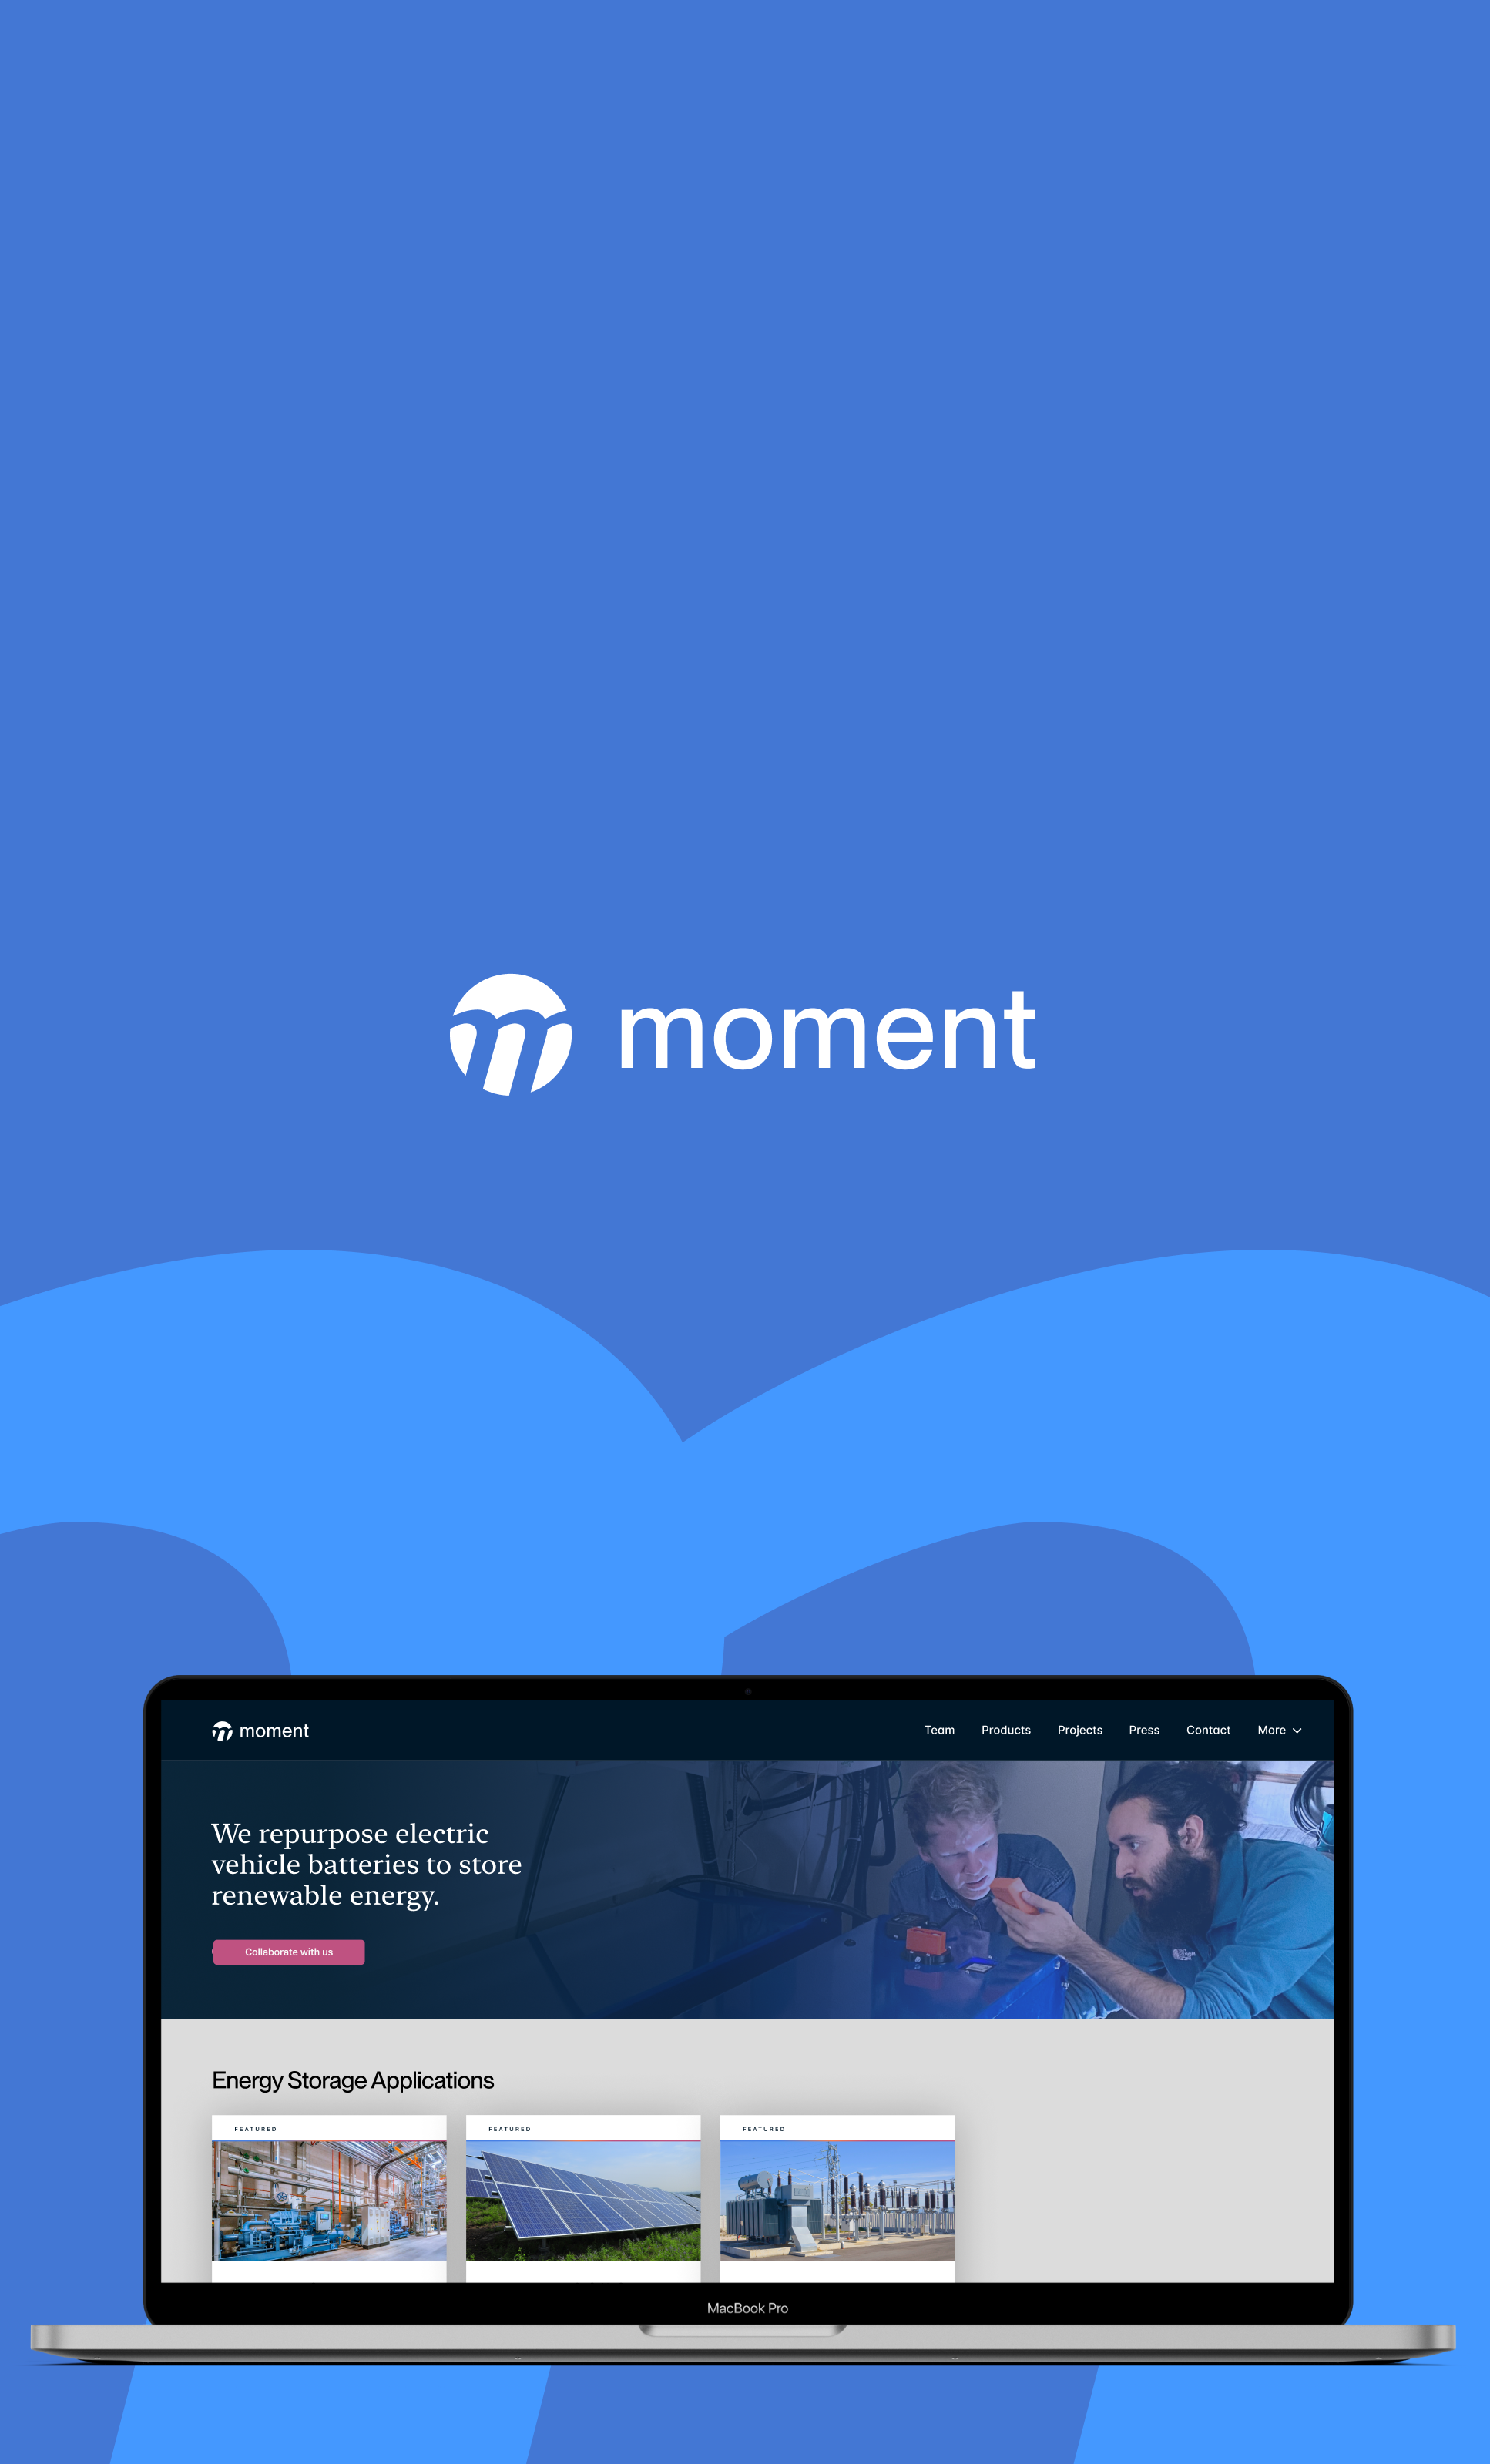 moment
moment
Team Products Projects Press Contact More
We repurpose electric
vehicle batteries to store
renewable energy.
Collaborate with us
Energy Storage Applications
FEATURED FEATURED FEATURED
MacBook Pro